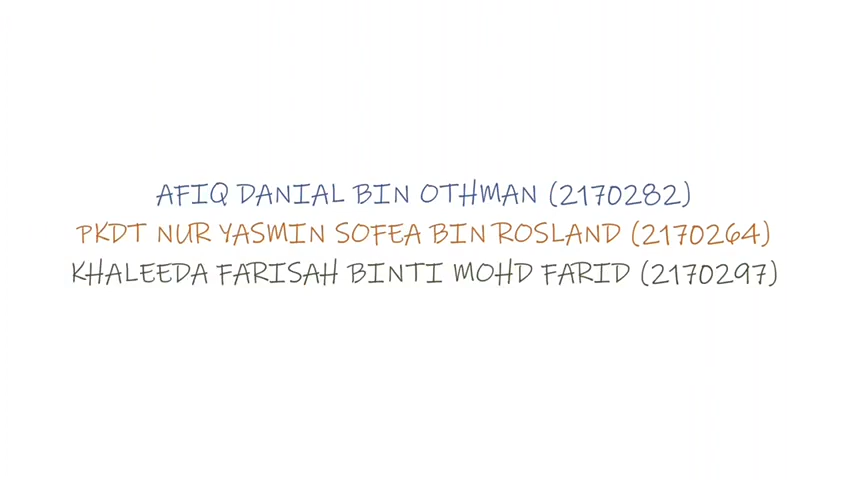 AFIQ DANIAL BIN OTHMAN (2170282)
PKDT NUR YASMIN SOFEA BIN ROSLAND (2170264)
KHALEEDA FARISAH BINTI MOHD FARID (2170297)